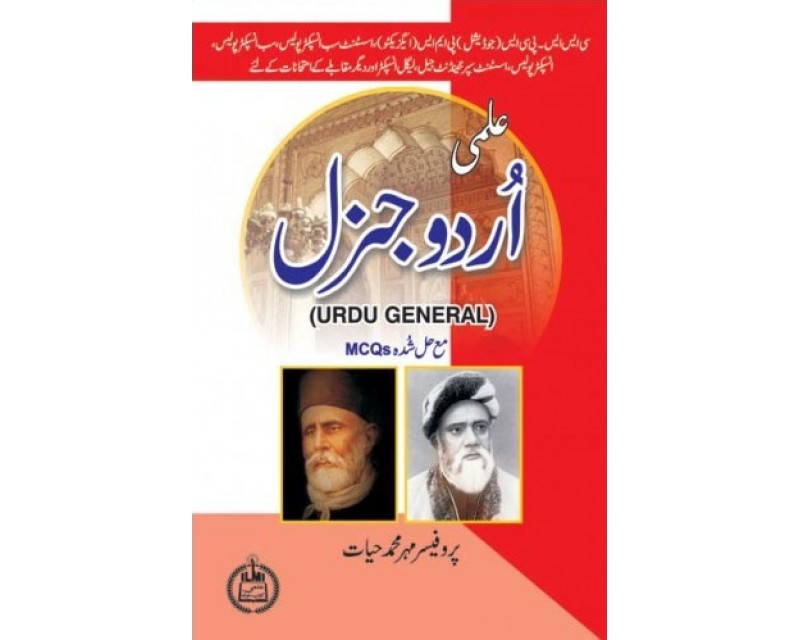 سی ایس ایس۔ پی سی ایس (جوڈیشل) پی ایم ایس (ایگزیکٹو)، اسسٹنٹ سب انسپکٹر پولیس، سب انسپکٹر پولیس،
انسپکٹر پولیس، اسسٹنٹ سپرنٹنڈنٹ جیل، لیگل انسپکٹر اور دیگر مقابلے کے امتحانات کے لئے
علمی
اُردو جنرل
(URDU GENERAL)
مع حل شُدہ MCQs
پروفیسر مہر محمد حیات
ILMI